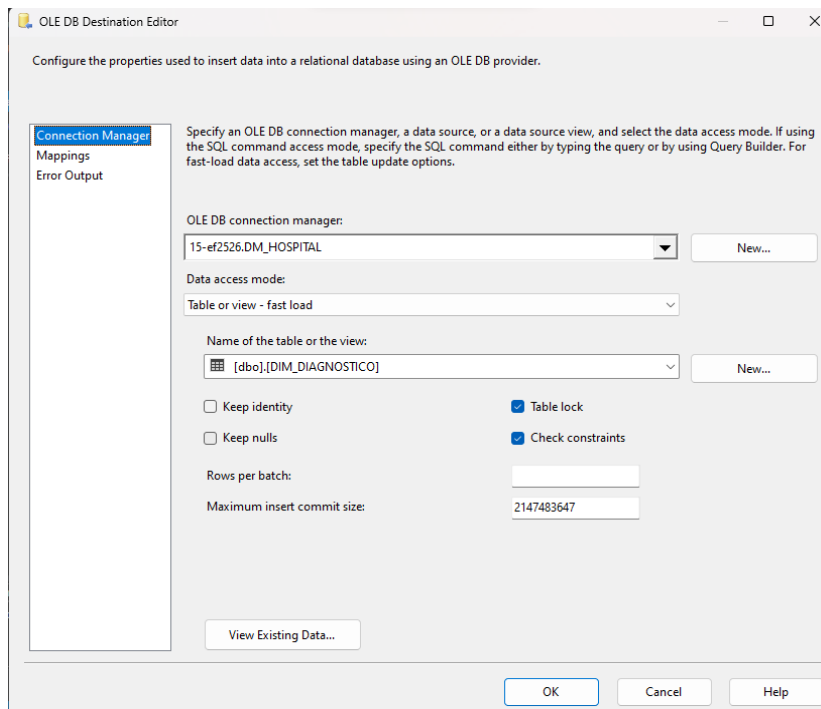 OLE DB Destination Editor
Configure the properties used to insert data into a relational database using an OLE DB provider.
Connection Manager
Mappings
Error Output
Specify an OLE DB connection manager, a data source, or a data source view, and select the data access mode. If using
the SQL command access mode, specify the SQL command either by typing the query or by using Query Builder. For
fast-load data access, set the table update options.
OLE DB connection manager:
15-ef2526.DM_HOSPITAL
New...
Data access mode:
Table or view - fast load
Name of the table or the view:
[dbo].[DIM_DIAGNOSTICO]
New...
Keep identity
Table lock
Keep nulls
Check constraints
Rows per batch:
Maximum insert commit size:
2147483647
View Existing Data...
OK
Cancel
Help